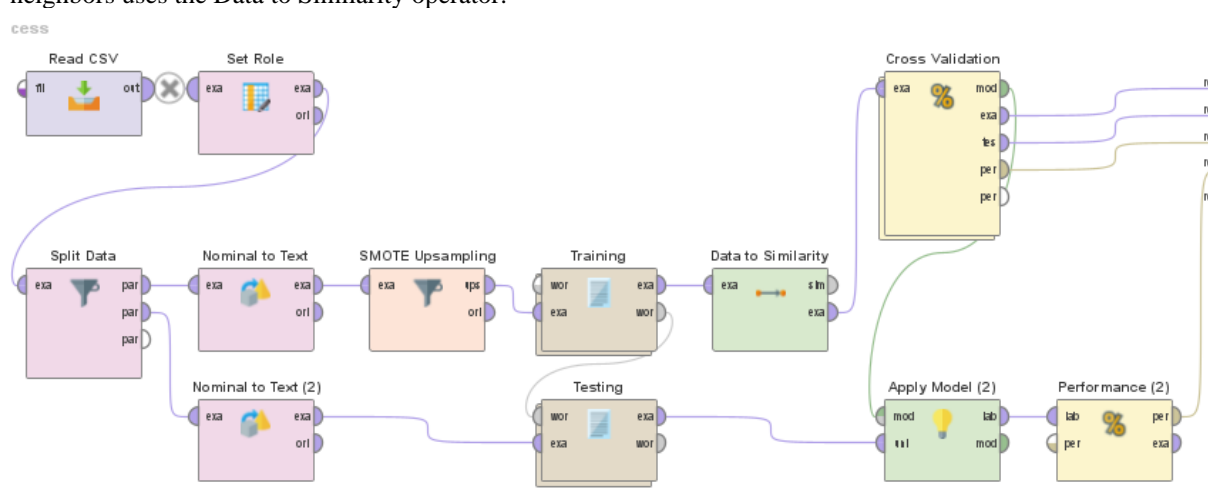 neighbors uses the Data to Similarity operator.
cess
Read CSV
Set Role
Cross Validation
fil
out
exa
exa
ori
exa
mod
exa
tes
per
per
Split Data
Nominal to Text
SMOTE Upsampling
Training
Data to Similarity
exa
par
par
par
exa
exa
ori
exa
ups
ori
wor
exa
exa
wor
exa
sim
exa
Nominal to Text (2)
Testing
Apply Model (2)
Performance (2)
exa
exa
ori
wor
exa
exa
wor
mod
unl
lab
mod
lab
per
per
exa